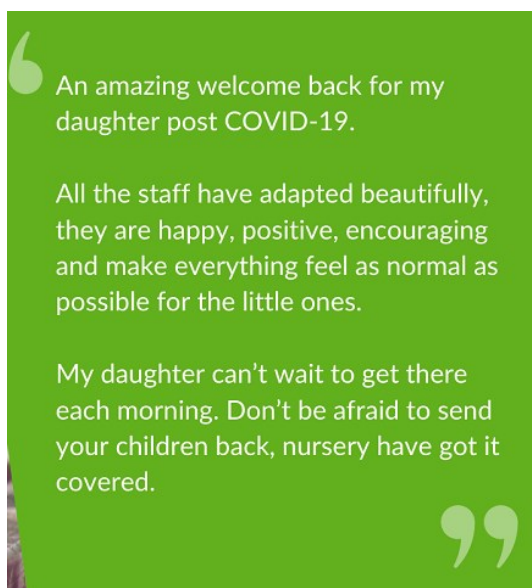 An amazing welcome back for my
daughter post COVID-19.
All the staff have adapted beautifully,
they are happy, positive, encouraging
and make everything feel as normal as
possible for the little ones.
My daughter can’t wait to get there
each morning. Don’t be afraid to send
your children back, nursery have got it
covered.